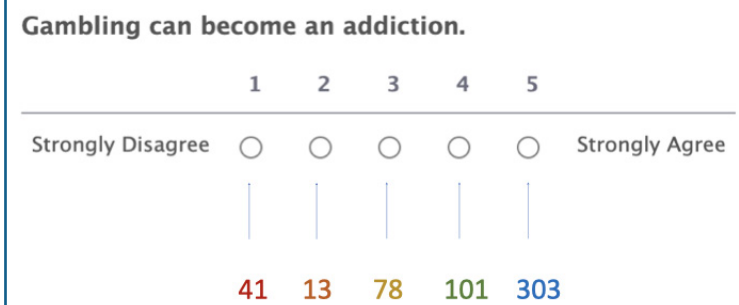 Gambling can become an addiction.
1 2 3 4 5
Strongly Disagree Strongly Agree
41 13 78 101 303